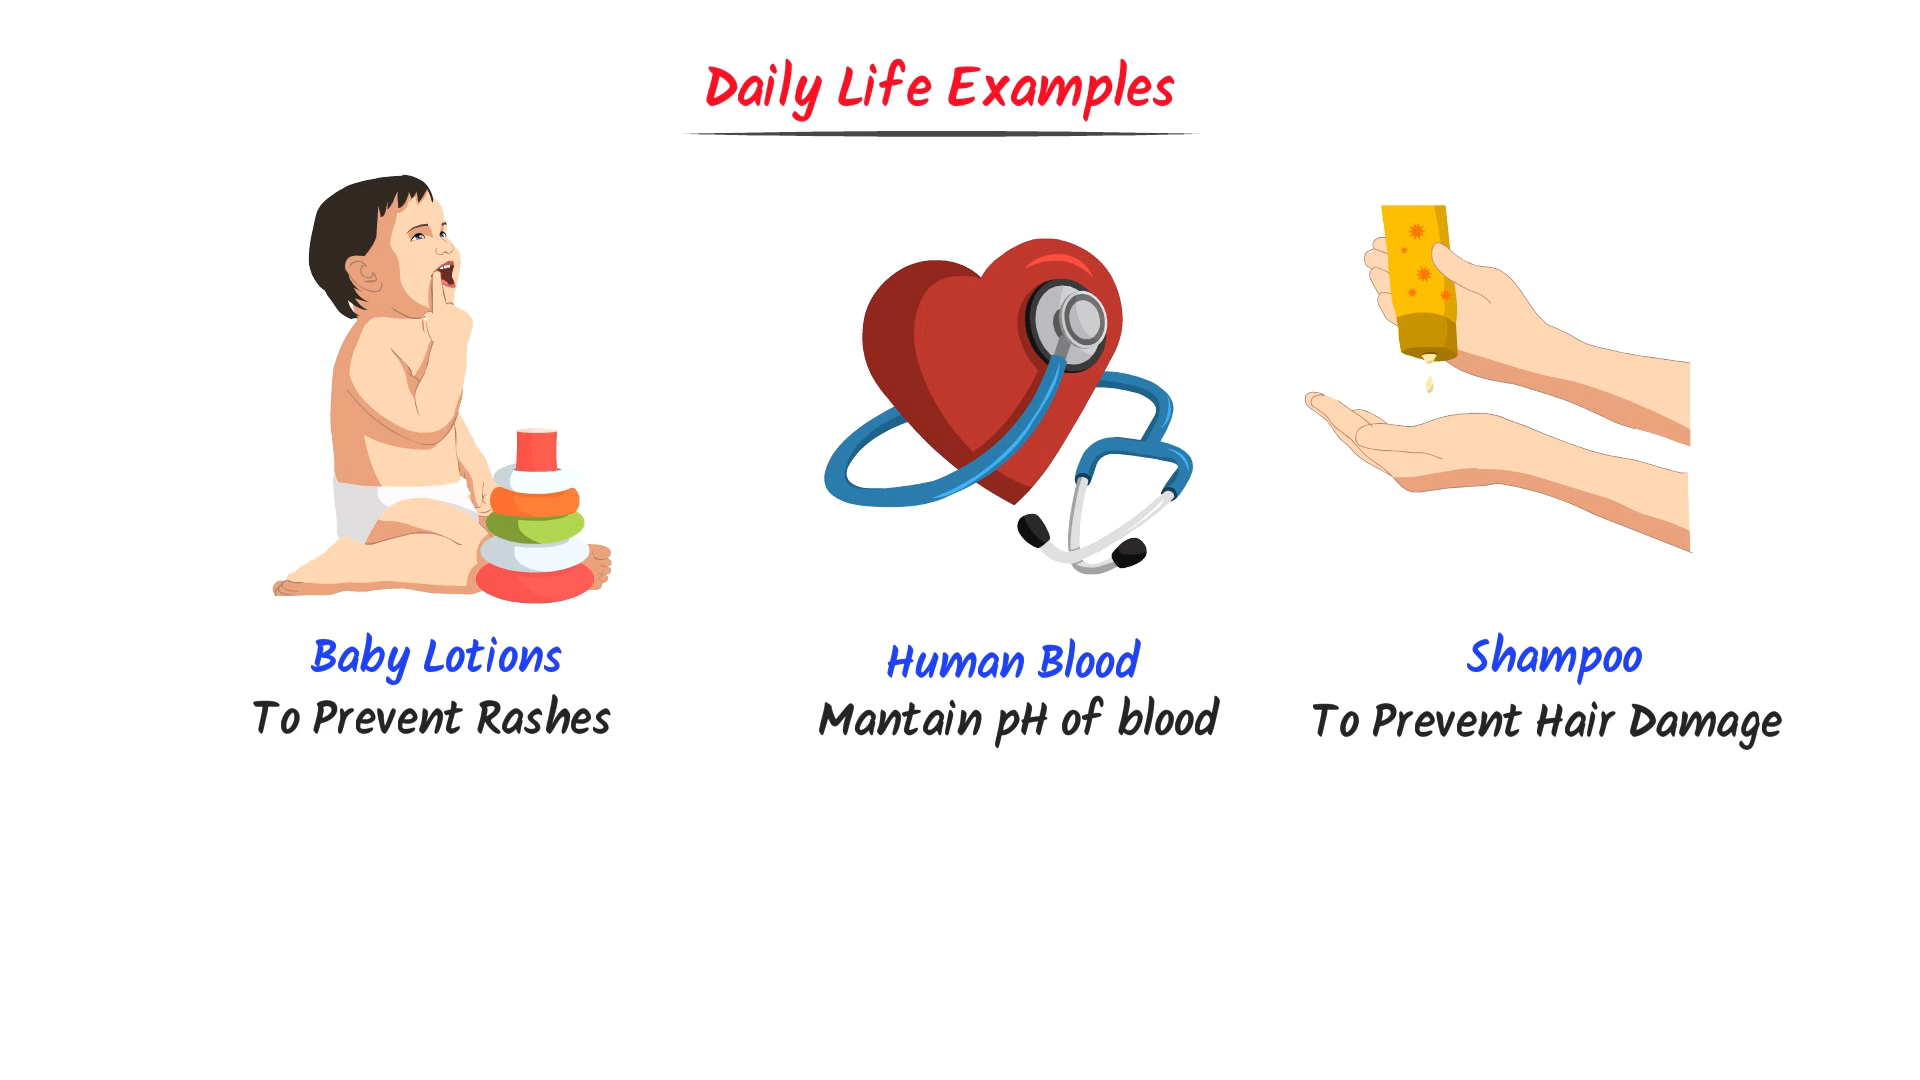 Daily Life Examples
Baby Lotions
To Prevent Rashes
Human Blood
Mantain pH of blood
Shampoo
To Prevent Hair Damage